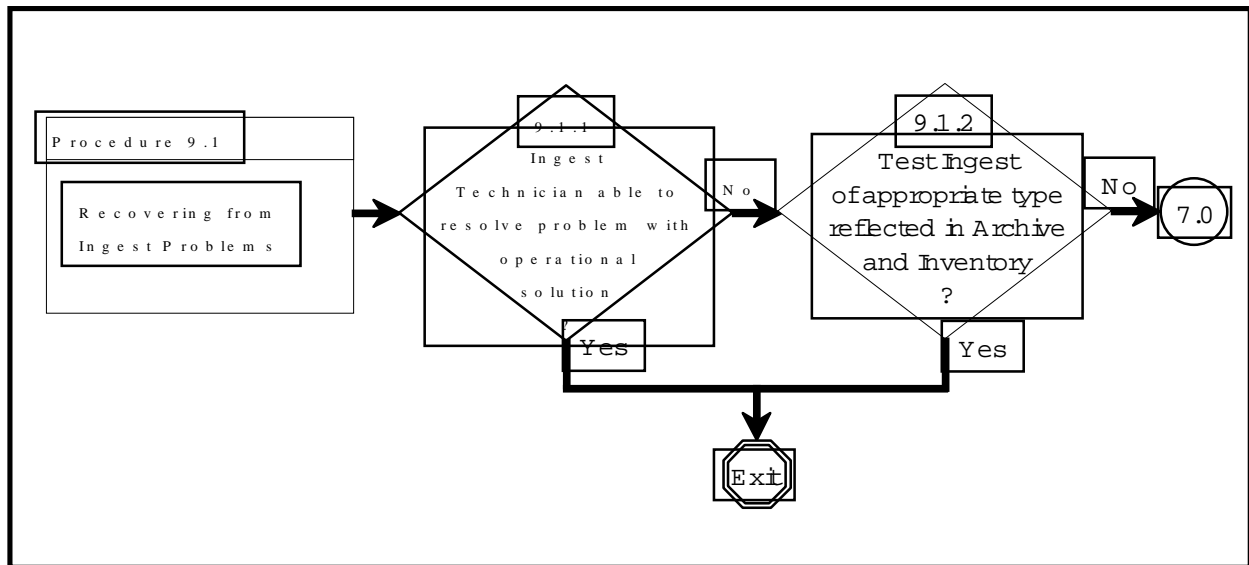 Procedure 9.1
Recovering from
Ingest Problems
9.1.1
Ingest
Technician able to
resolve problem with
operational
solution
?
Yes
No
9.1.2
Test Ingest
of appropriate type
reflected in Archive
and Inventory
?
Yes
No
7.0
Exit